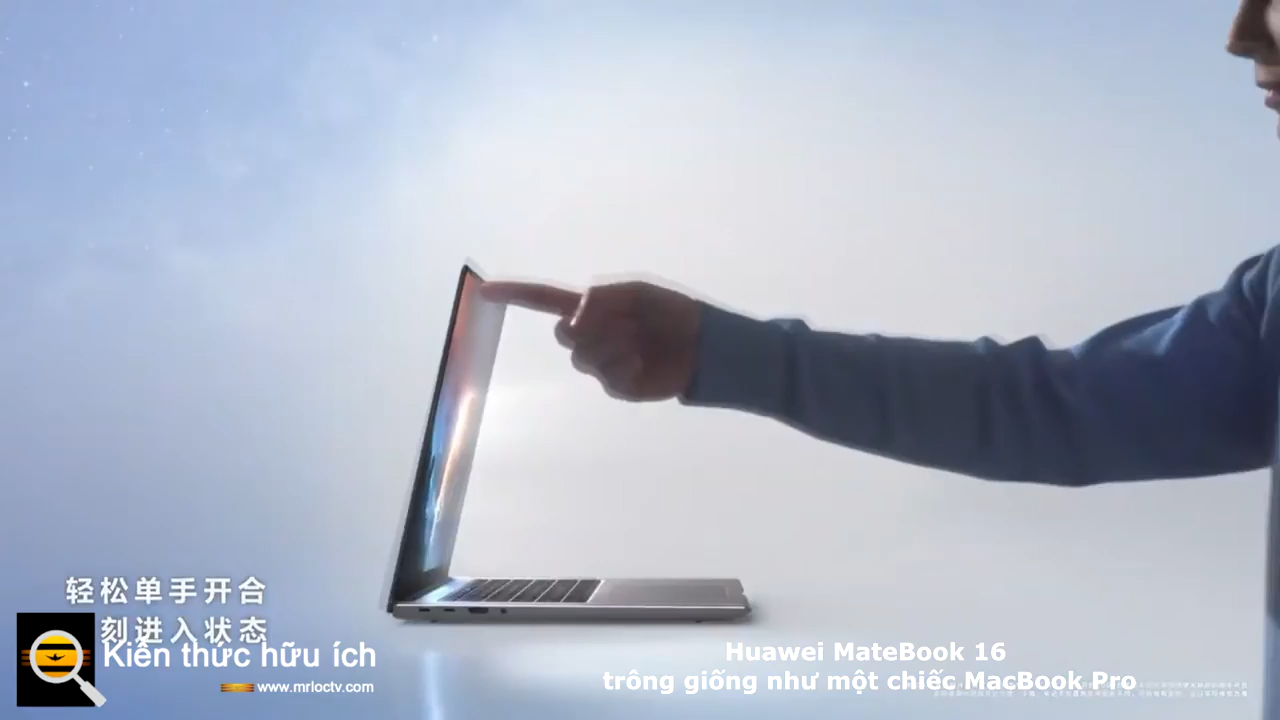 轻松单手开合
刻进入状态
Kiến thức hữu ích
www.mrloctv.com
Huawei MateBook 16
trông giống như một chiếc MacBook Pro